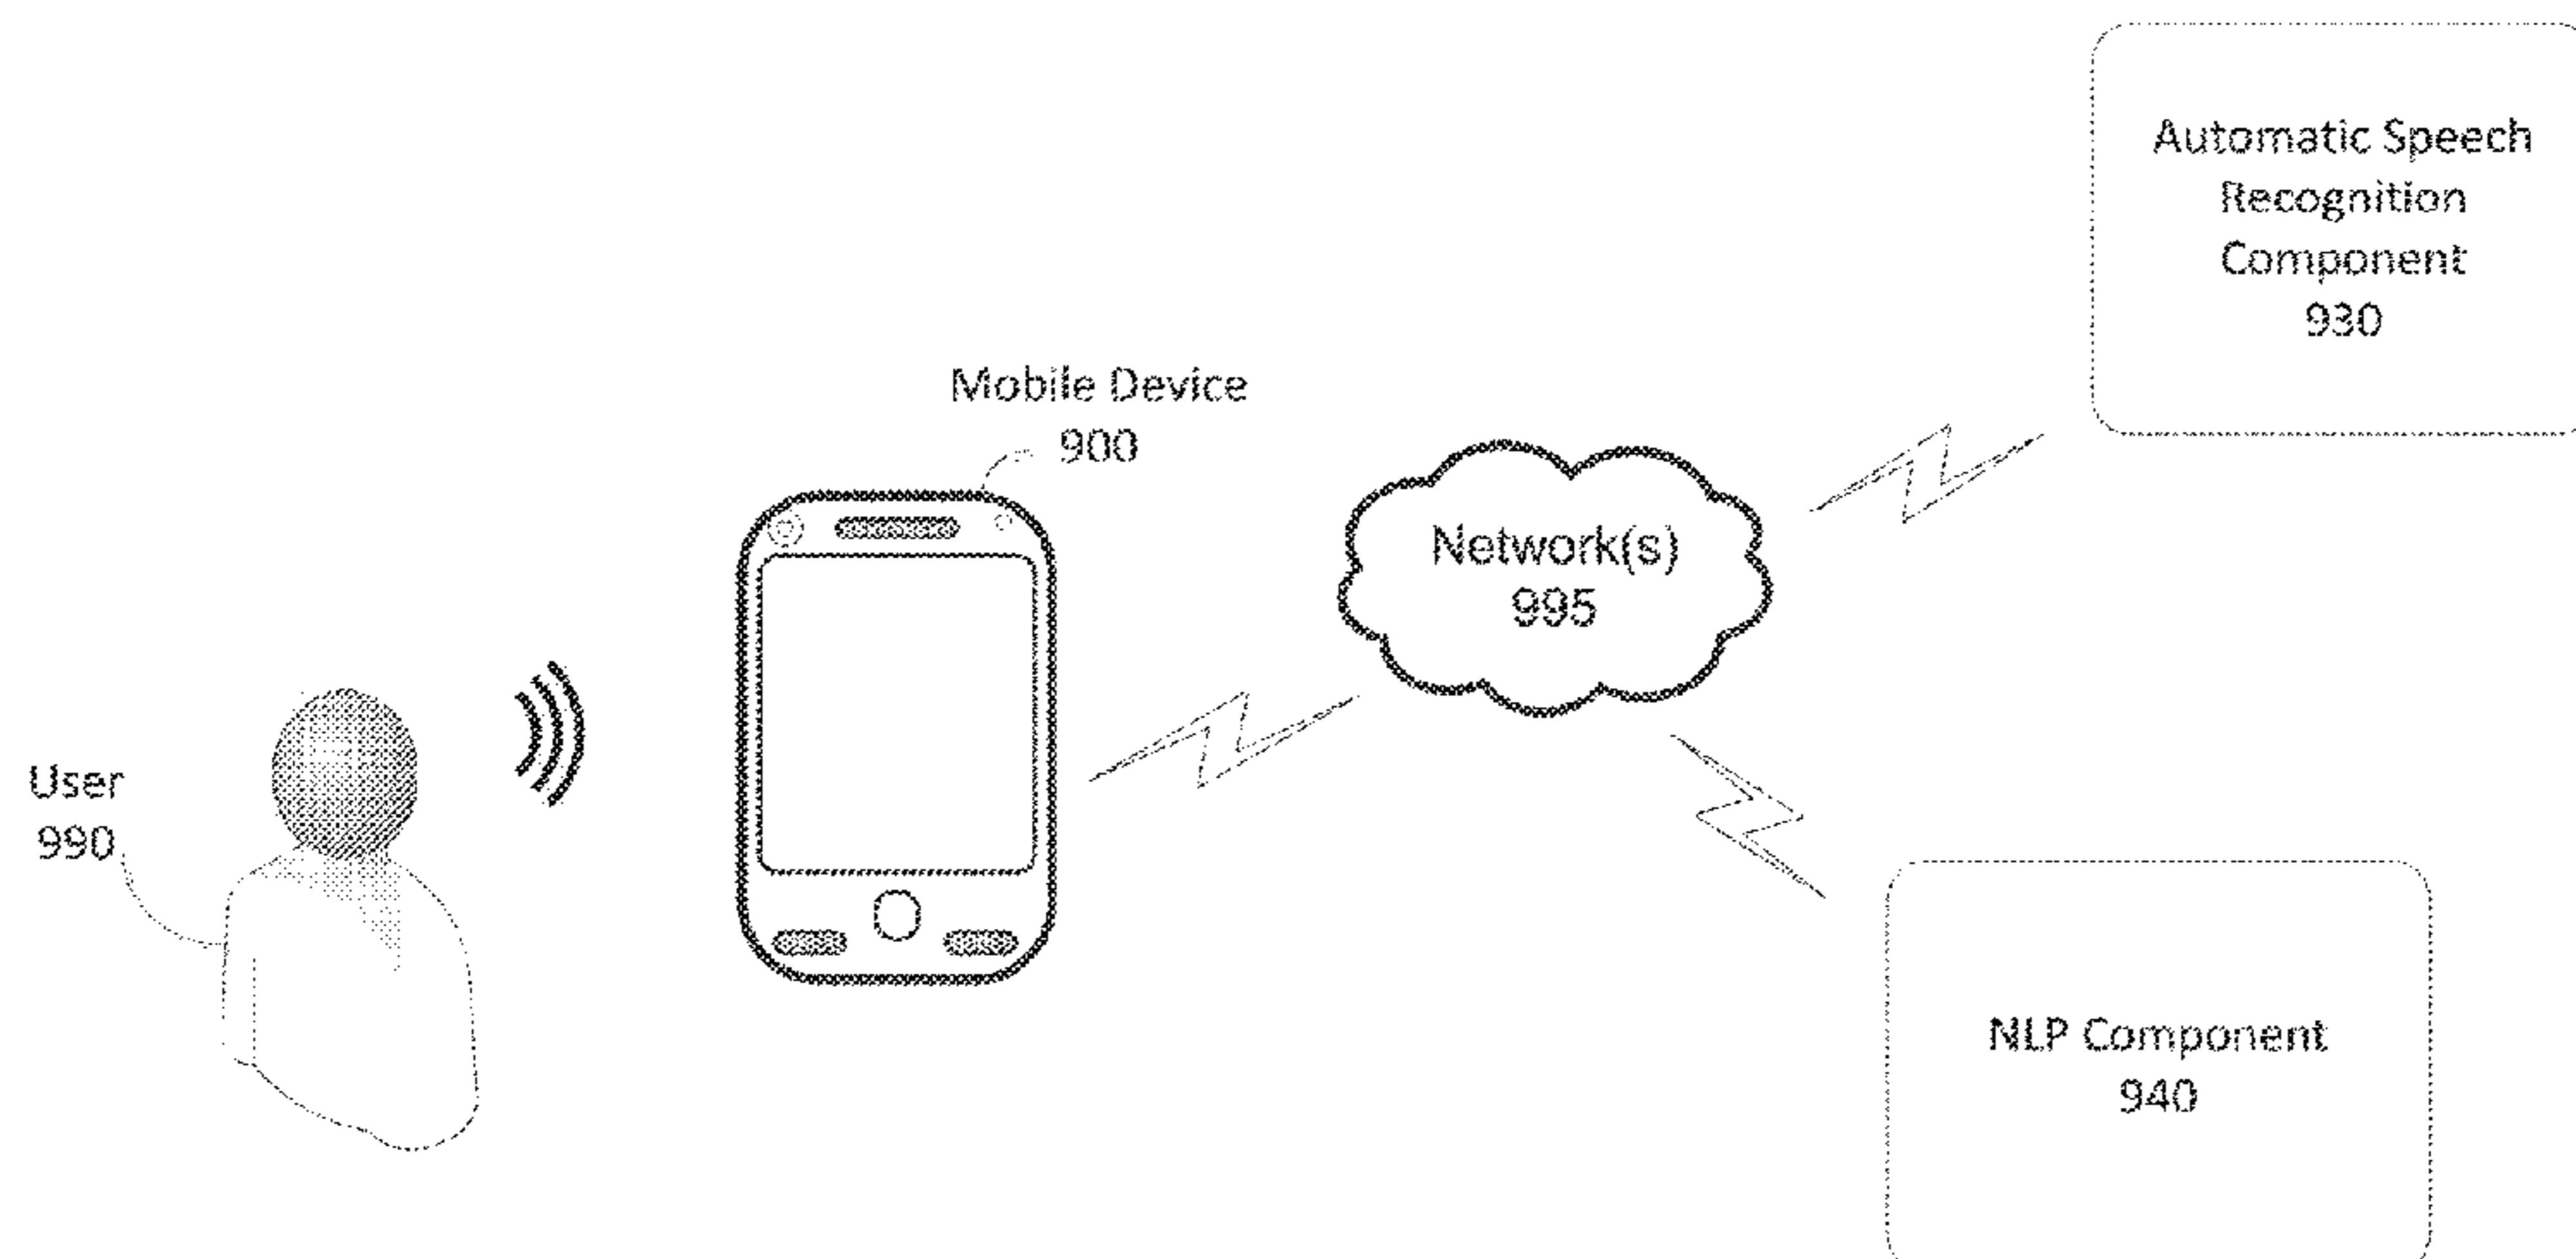 Automatic Speech
Recognition
Component
930
Mobile Device
900
Network(s)
995
User
990
NLP Component
940